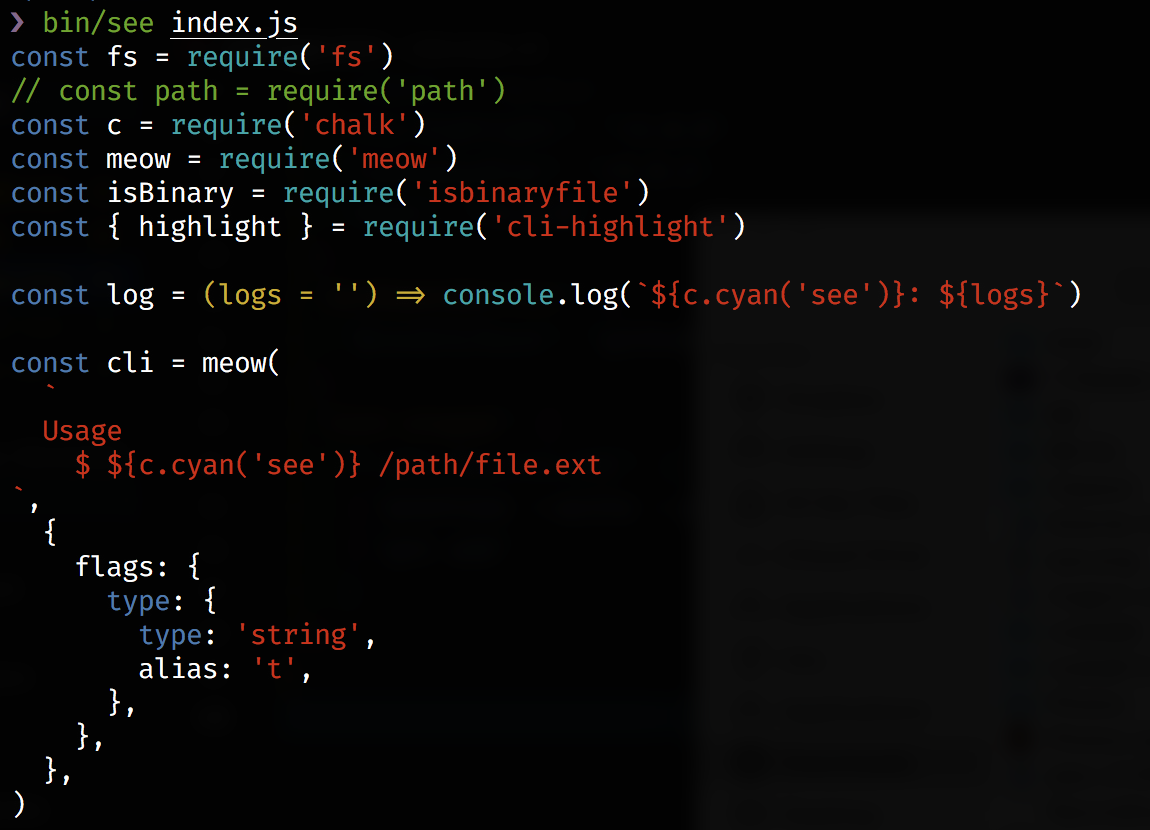 ❯ bin/see index.js
const fs = require('fs')
// const path = require('path')
const c = require('chalk')
const meow = require('meow')
const isBinary = require('isbinaryfile')
const { highlight } = require('cli-highlight')

const log = (logs = '') => console.log(`${c.cyan('see')}: ${logs}`)

const cli = meow(
  `
  Usage
    $ ${c.cyan('see')} /path/file.ext
`,
  {
    flags: {
      type: {
        type: 'string',
        alias: 't',
      },
    },
  },
)